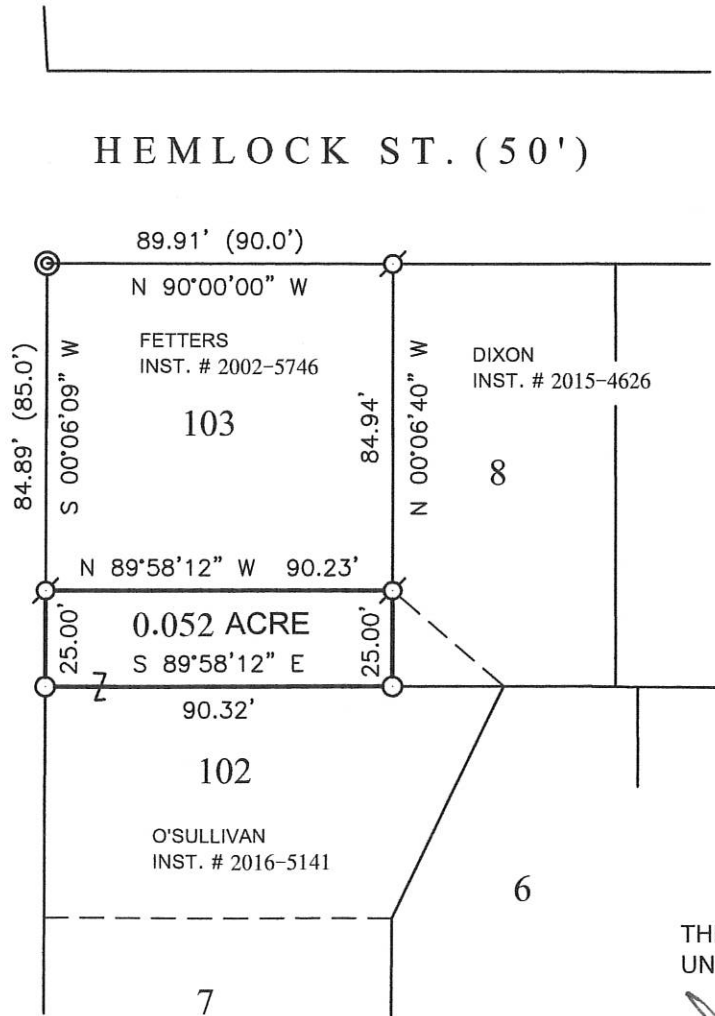 HEMLOCK ST. (50')
89.91' (90.0')
N 90°00'00" W
FETTERS
INST. # 2002-5746
103
84.89' (85.0')
S 00°06'09" W
84.94'
N 00°06'40" W
DIXON
INST. # 2015-4626
8
N 89°58'12" W 90.23'
25.00'
0.052 ACRE
S 89°58'12" E
25.00'
90.32'
102
O'SULLIVAN
INST. # 2016-5141
6
7
UN